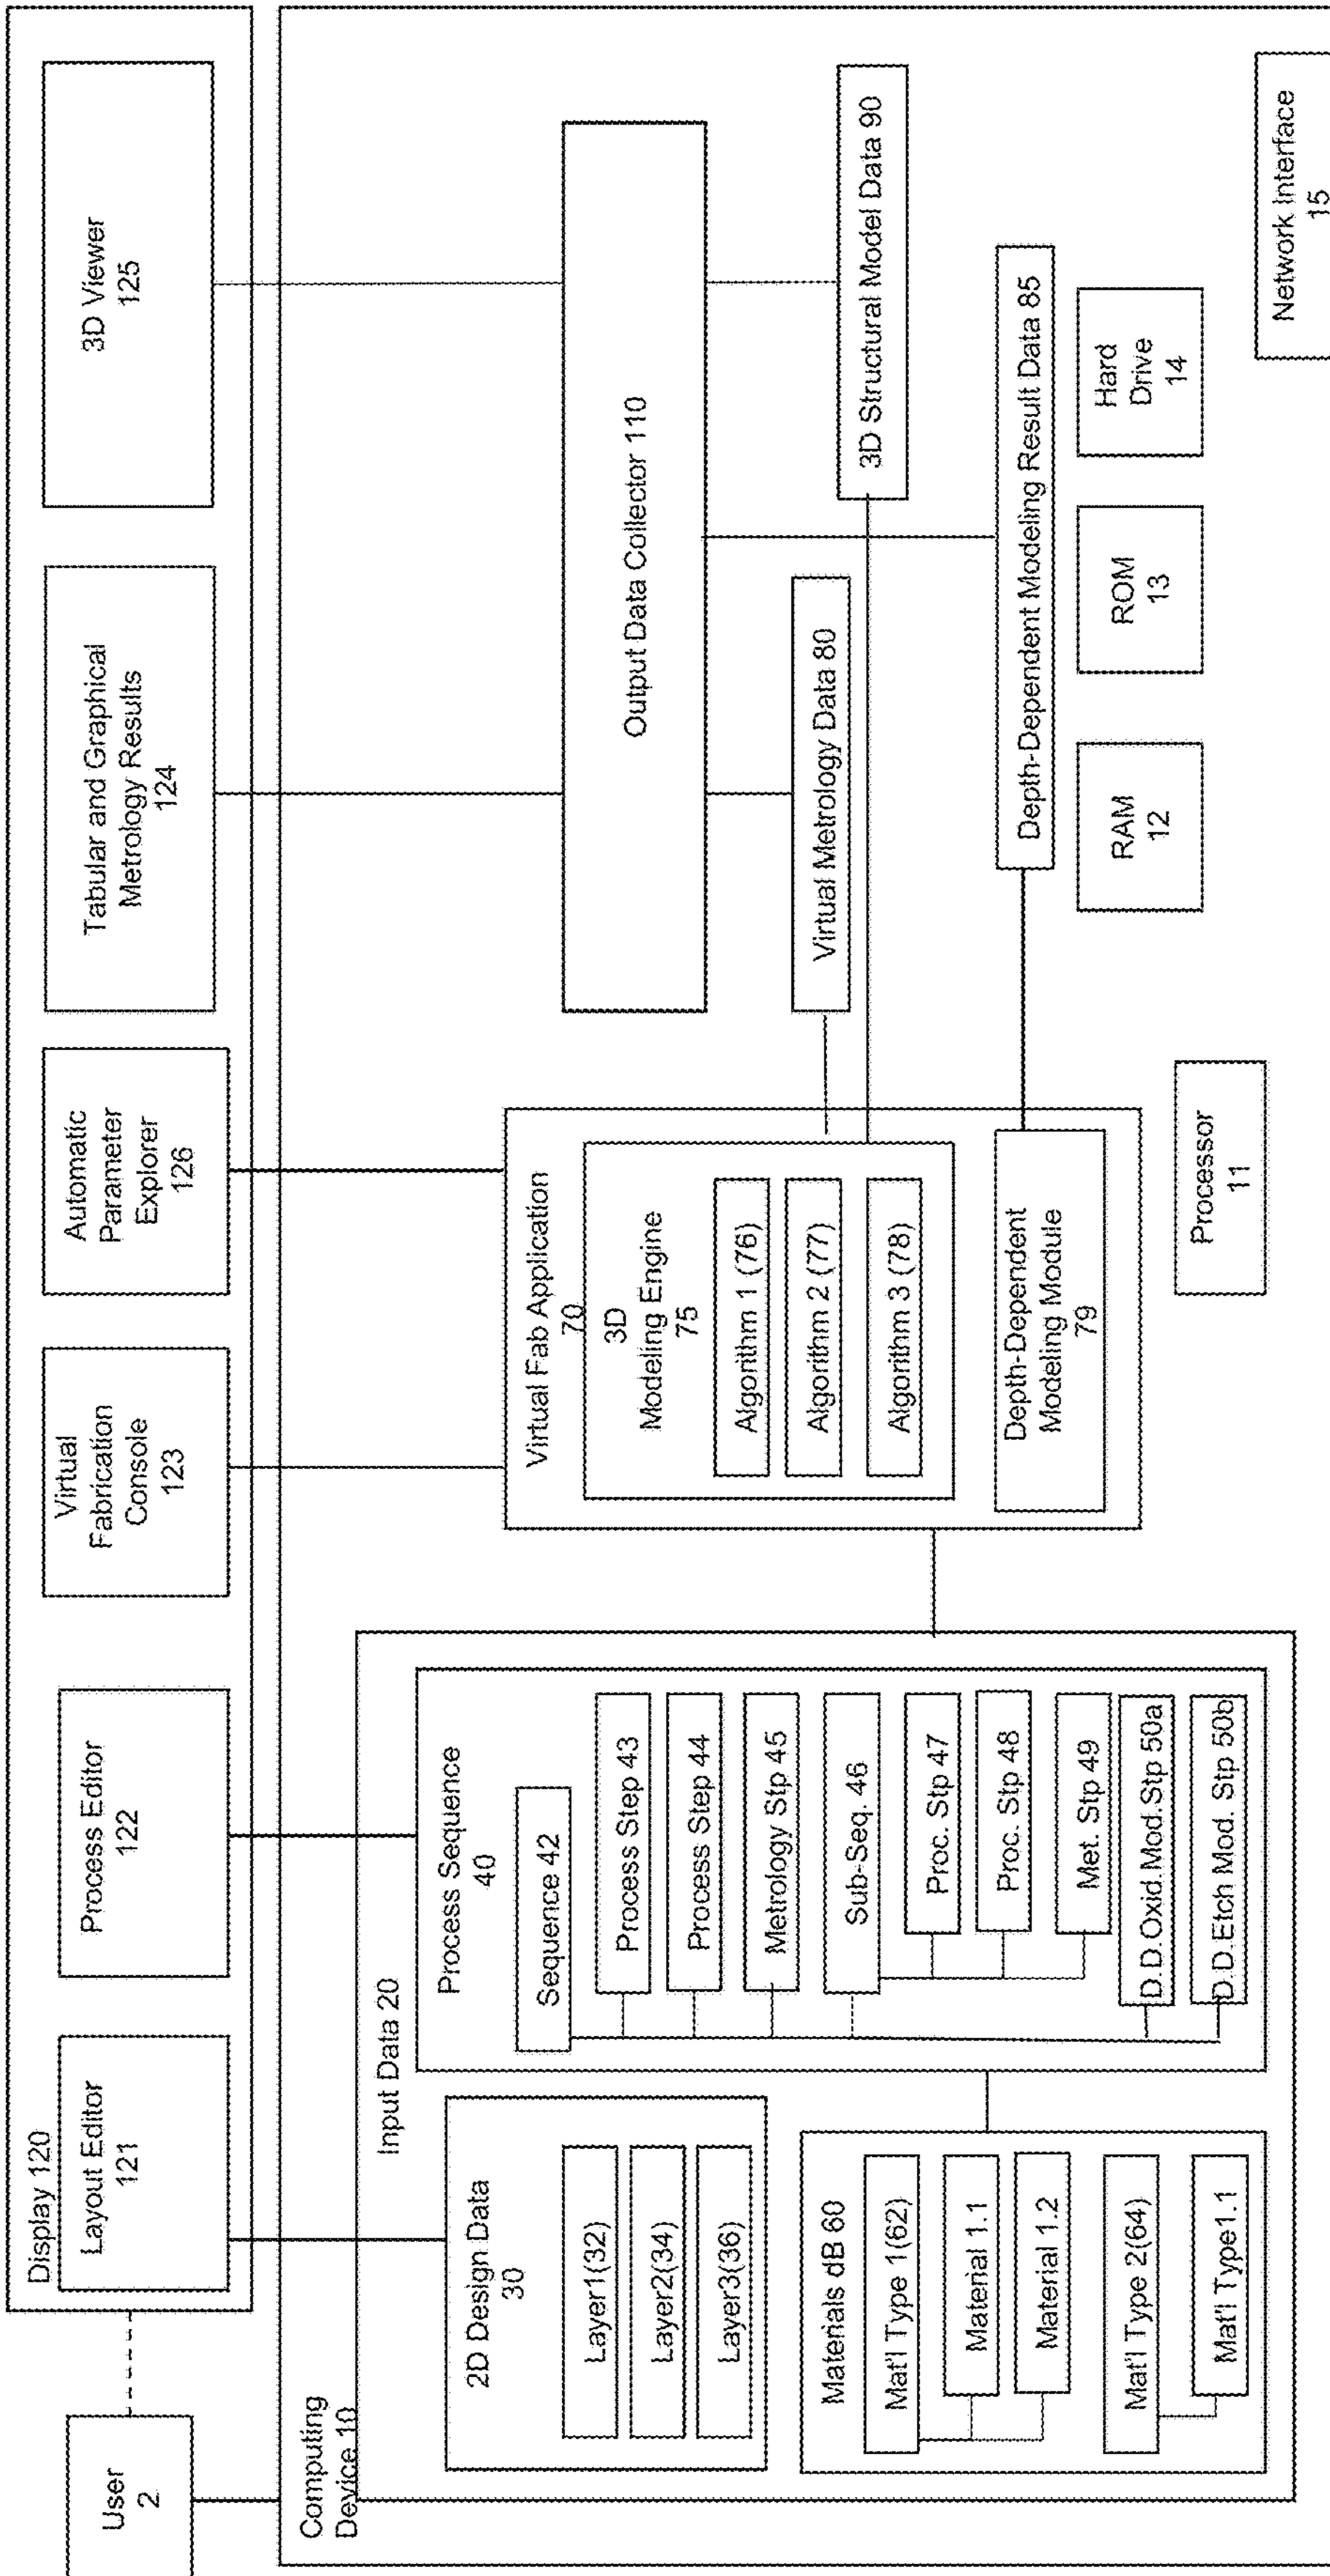 User
2
Display 120
Layout Editor
121
Process Editor
122
Virtual
Fabrication
Console
123
Automatic
Parameter
Explorer
126
Tabular and Graphical
Metrology Results
124
3D Viewer
125
Computing
Device 10
Input Data 20
2D Design Data
30
Layer1(32)
Layer2(34)
Layer3(36)
Materials dB 60
Mat'l Type 1(62)
Material 1.1
Material 1.2
Mat'l Type 2(64)
Mat'l Type1.1
Process Sequence
40
Sequence 42
Process Step 43
Process Step 44
Metrology Stp 45
Sub-Seq. 46
Proc. Stp 47
Proc. Stp 48
Met. Stp 49
D.D.Oxid.Mod.Stp 50a
D.D.Etch Mod. Stp 50b
Virtual Fab Application
70
3D
Modeling Engine
75
Algorithm 1 (76)
Algorithm 2 (77)
Algorithm 3 (78)
Depth-Dependent
Modeling Module
79
Output Data Collector 110
Virtual Metrology Data 80
3D Structural Model Data 90
Depth-Dependent Modeling Result Data 85
Processor
11
RAM
12
ROM
13
Hard
Drive
14
Network Interface
15